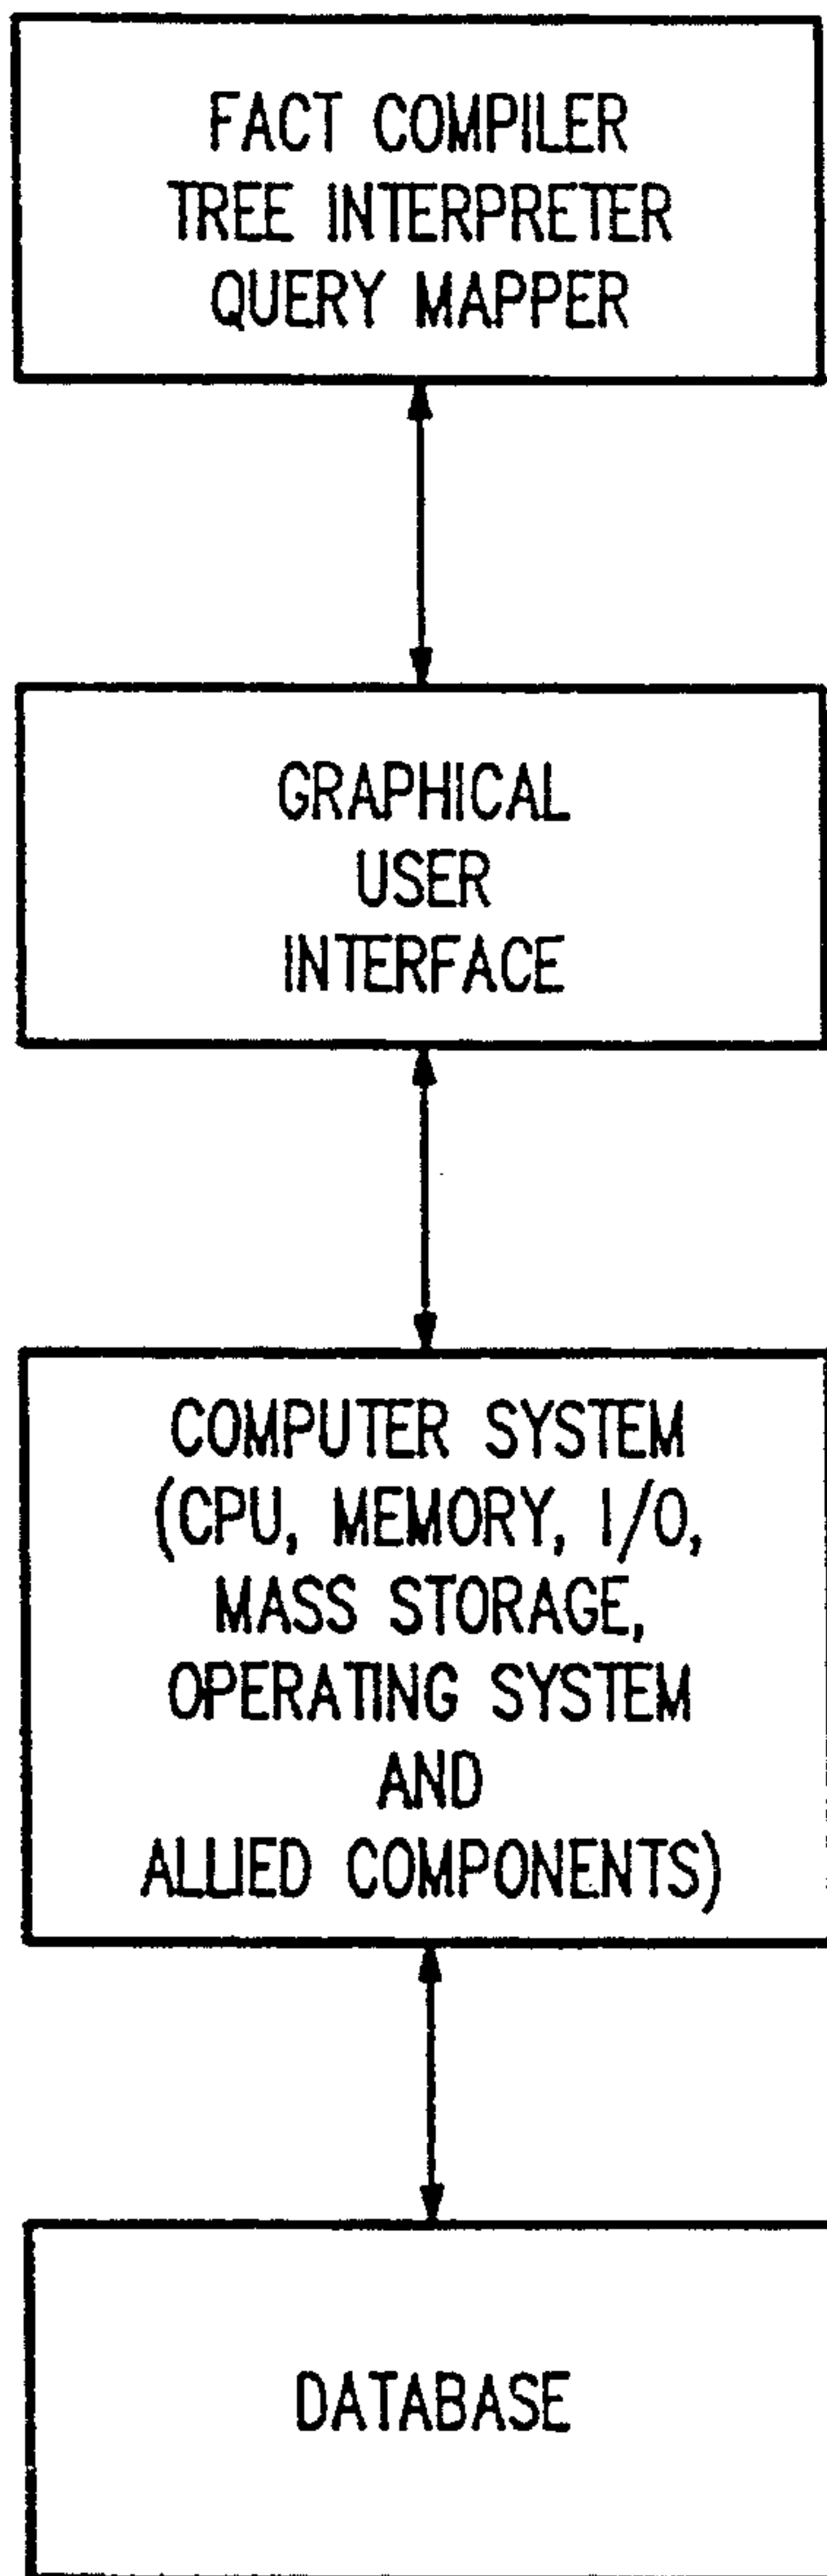 FACT COMPILER
TREE INTERPRETER
QUERY MAPPER
GRAPHICAL
USER
INTERFACE
COMPUTER SYSTEM
(CPU, MEMORY, I/O,
MASS STORAGE,
OPERATING SYSTEM
AND
ALLIED COMPONENTS)
DATABASE